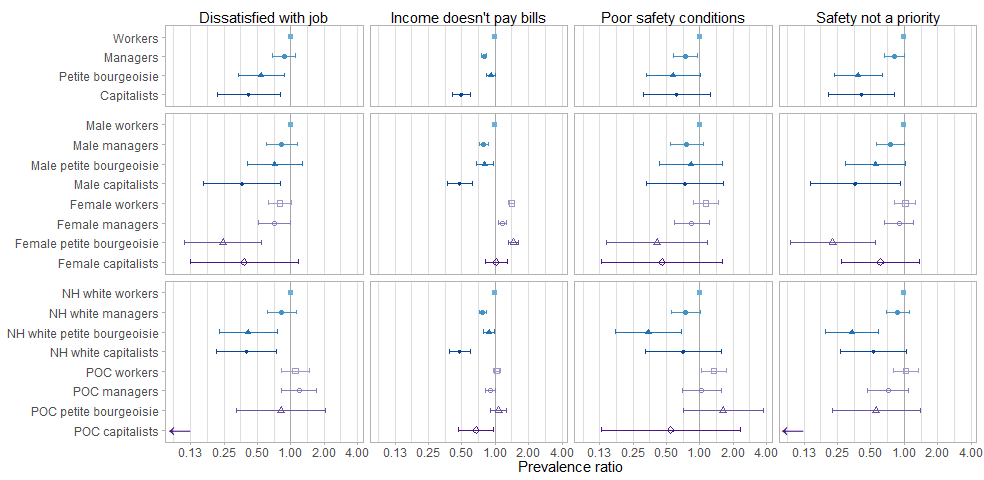 Dissatisfied with job Income doesn't pay bills Poor safety conditions Safety not a priority
Workers
Managers
Petite bourgeoisie
Capitalists
Male workers
Male managers
Male petite bourgeoisie
Male capitalists
Female workers
Female managers
Female petite bourgeoisie
Female capitalists
NH white workers
NH white managers
NH white petite bourgeoisie
NH white capitalists
POC workers
POC managers
POC petite bourgeoisie
POC capitalists
0.13 0.25 0.50 1.00 2.00 4.00 0.13 0.25 0.50 1.00 2.00 4.00 0.13 0.25 0.50 1.00 2.00 4.00 0.13 0.25 0.50 1.00 2.00 4.00
Prevalence ratio